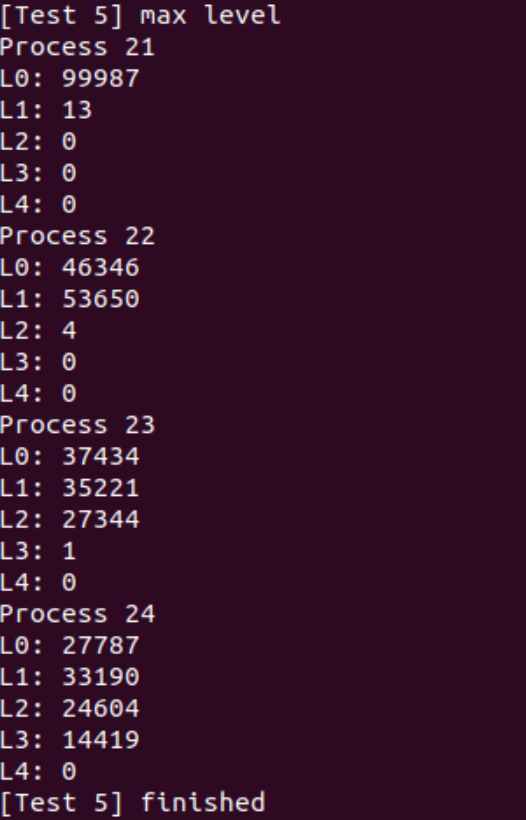 [Test 5] max level
Process 21
L0: 99987
L1: 13
L2: 0
L3: 0
L4: 0
Process 22
L0: 46346
L1: 53650
L2: 4
L3: 0
L4: 0
Process 23
L0: 37434
L1: 35221
L2: 27344
L3: 1
L4: 0
Process 24
L0: 27787
L1: 33190
L2: 24604
L3: 14419
L4: 0
[Test 5] finished